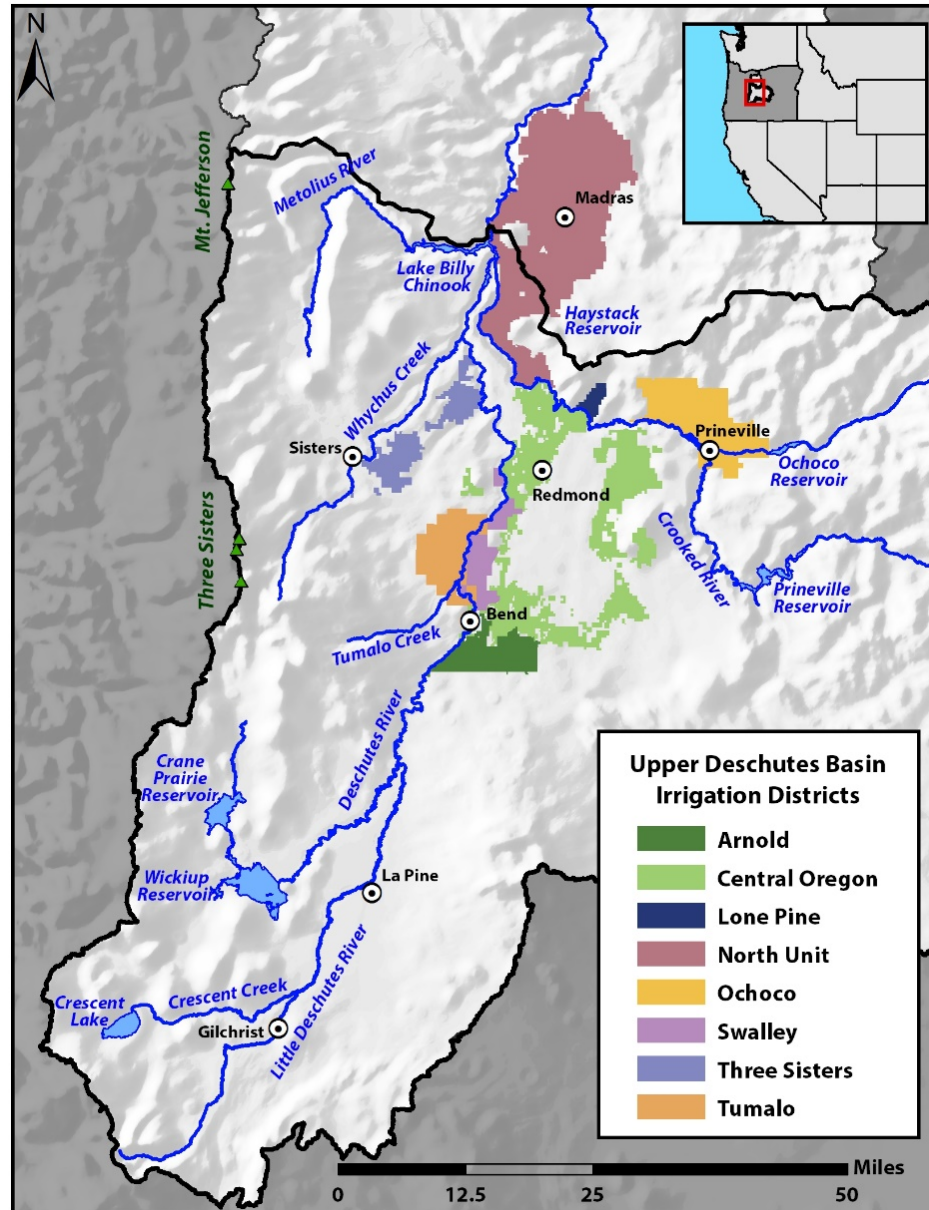 N
Mt. Jefferson
Metolius River
Madras
Lake Billy
Chinook
Haystack
Reservoir
Whychus Creek
Sisters
Prineville
Ochoco
Reservoir
Redmond
Three Sisters
Crooked River
Prineville
Reservoir
Bend
Tumalo Creek
Deschutes River
Crane
Prairie
Reservoir
Wickiup
Reservoir
La Pine
Little Deschutes River
Crescent Creek
Crescent
Lake
Gilchrist
Upper Deschutes Basin
Irrigation Districts
Arnold
Central Oregon
Lone Pine
North Unit
Ochoco
Swalley
Three Sisters
Tumalo
Miles
0 12.5 25 50